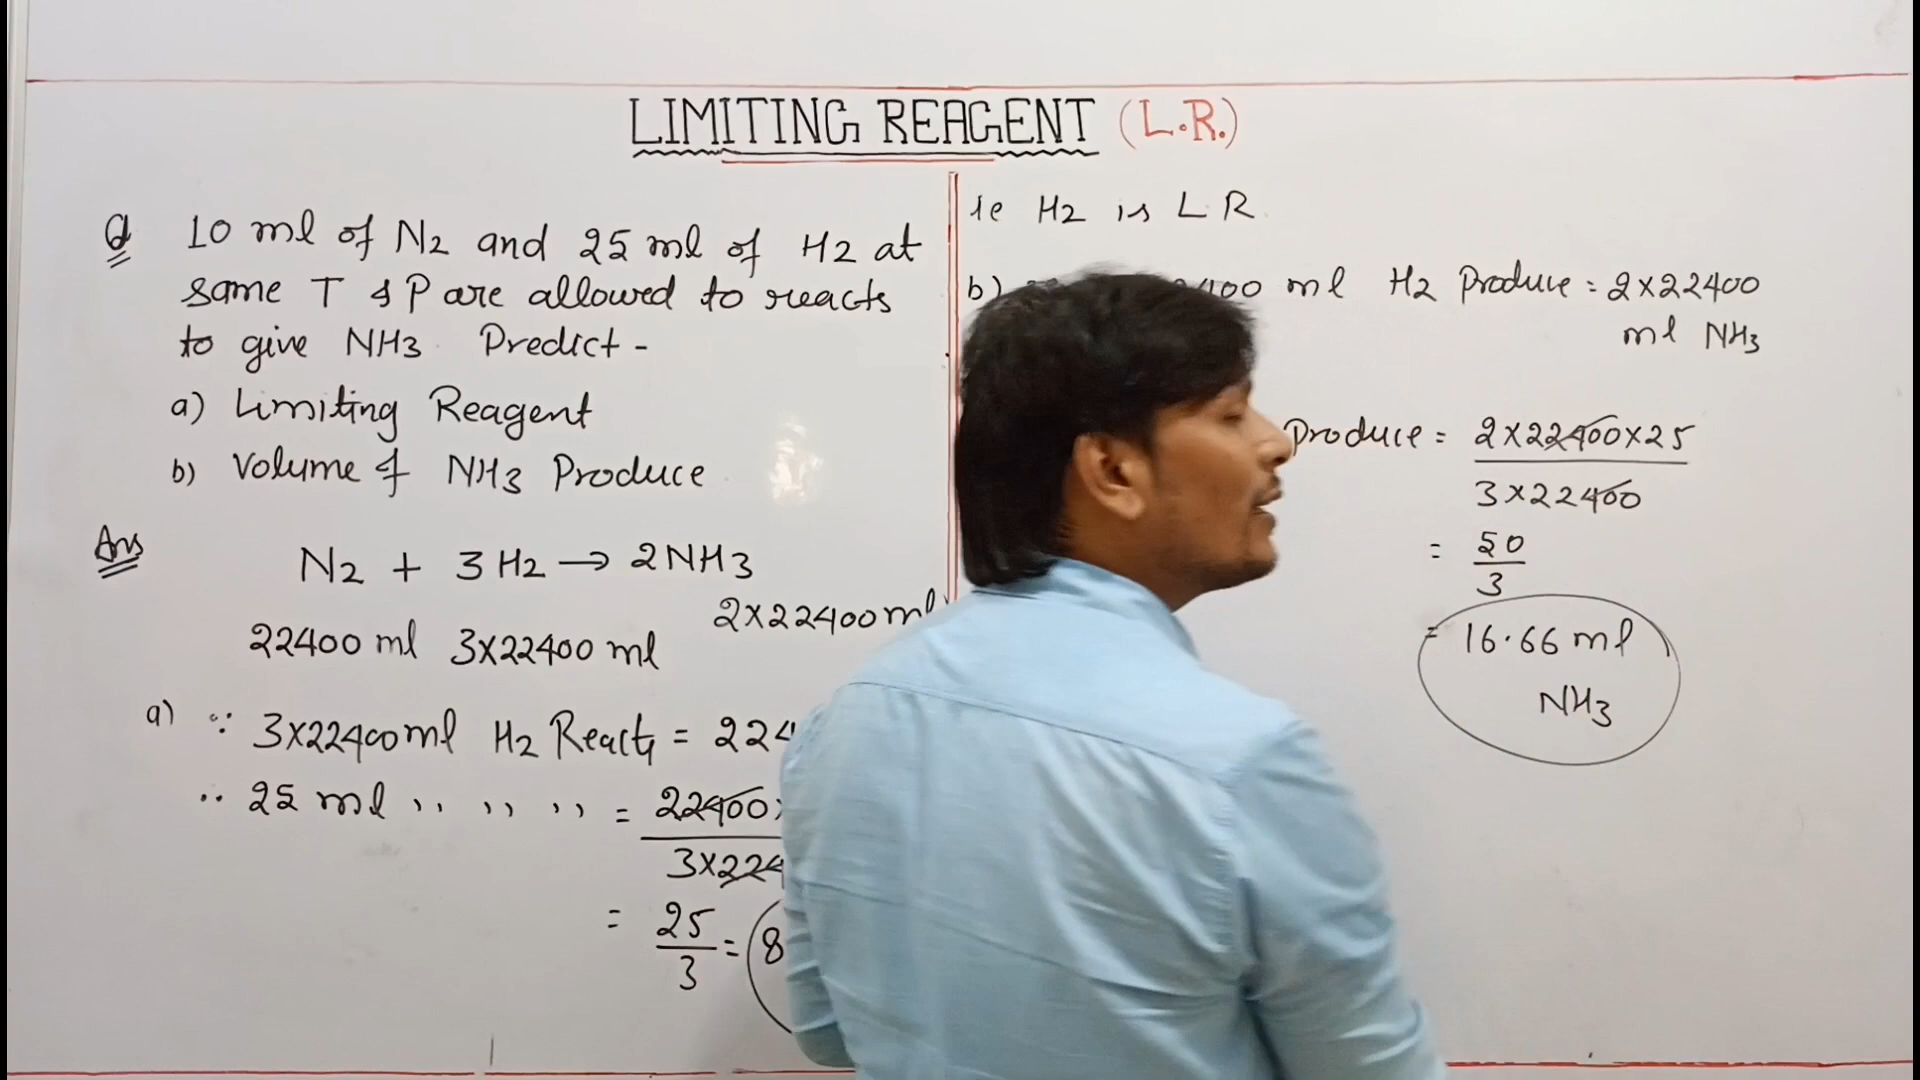 LIMITING REAGENT (L.R.)
Q 10 ml of N2 and 25 ml of H2 at
same T & P are allowed to reacts
to give NH3 Predict -
a) Limiting Reagent
b) Volume of NH3 Produce
Ans N2 + 3H2 → 2NH3
22400 ml 3x22400 ml 2x22400 ml
a) ∵ 3x22400ml H2 Reacts = 224
25 ml ,, ,, ,, = 22400
3x224
= 25/3 = 8
ie H2 is L R
b) 400 ml H2 Produce = 2x22400
ml NH3
Produce = 2x22400x25
3x22400
= 50/3
= 16.66 ml
NH3